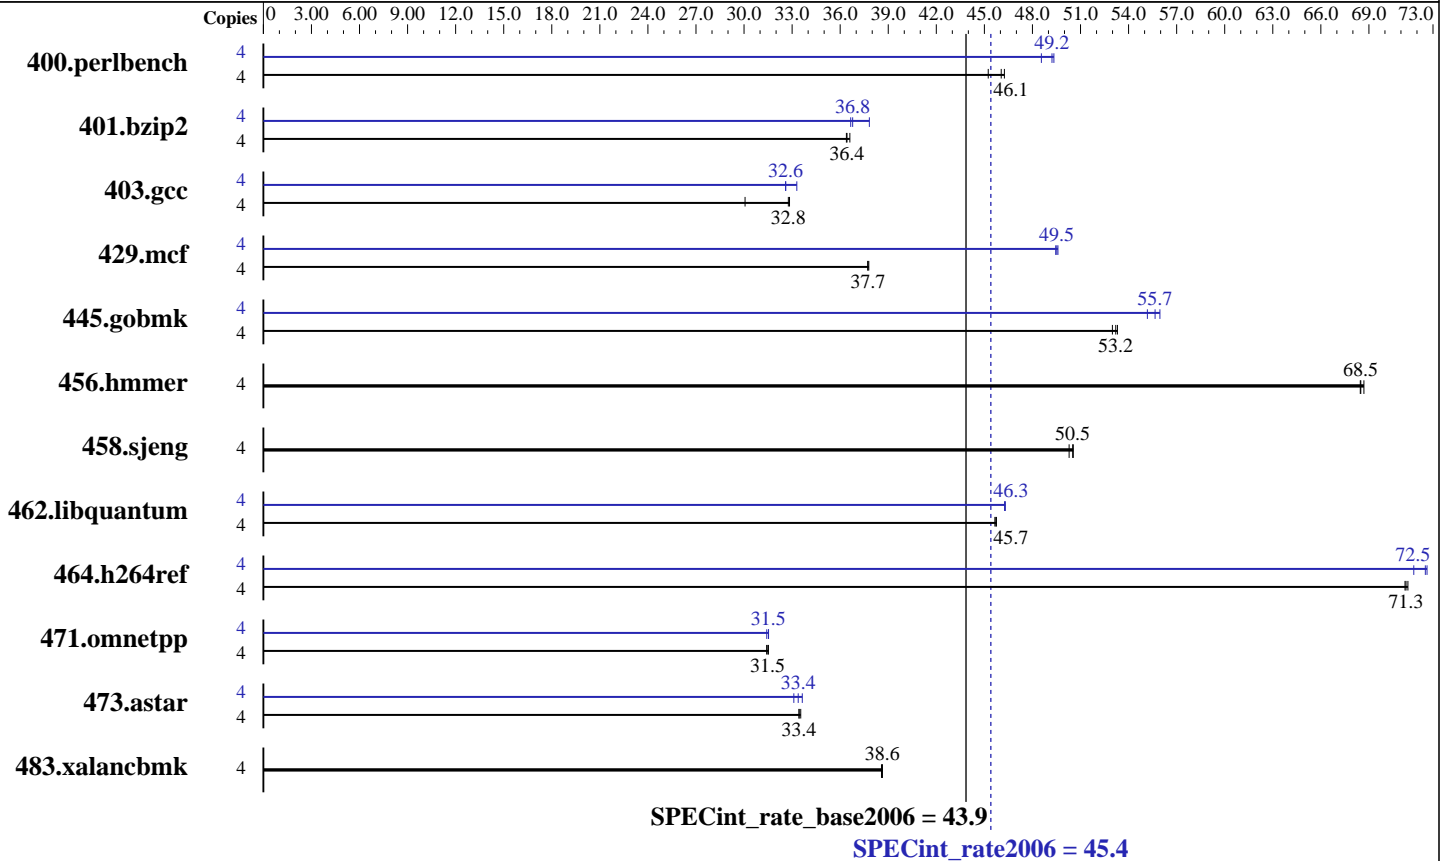 Copies 0 3.00 6.00 9.00 12.0 15.0 18.0 21.0 24.0 27.0 30.0 33.0 36.0 39.0 42.0 45.0 48.0 51.0 54.0 57.0 60.0 63.0 66.0 69.0 73.0
400.perlbench
4
49.2
4
46.1
401.bzip2
4
36.8
4
36.4
403.gcc
4
32.6
4
32.8
429.mcf
4
49.5
4
37.7
445.gobmk
4
55.7
4
53.2
456.hmmer
4
68.5
458.sjeng
4
50.5
462.libquantum
4
46.3
4
45.7
464.h264ref
4
72.5
4
71.3
471.omnetpp
4
31.5
4
31.5
473.astar
4
33.4
4
33.4
483.xalancbmk
4
38.6
SPECint_rate_base2006 = 43.9
SPECint_rate2006 = 45.4